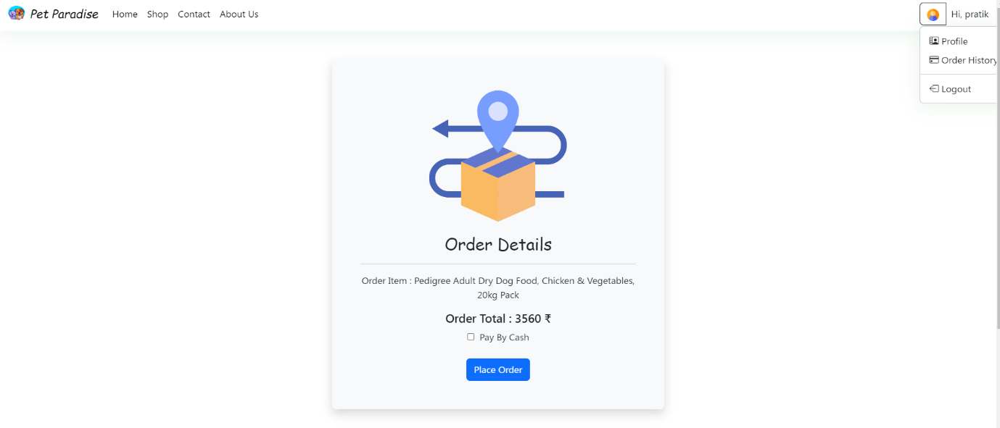 Pet Paradise Home Shop Contact About Us Hi, pratik
Profile
Order History
Logout
Order Details
Order Item : Pedigree Adult Dry Dog Food, Chicken & Vegetables,
20kg Pack
Order Total : 3560 ₹
Pay By Cash
Place Order